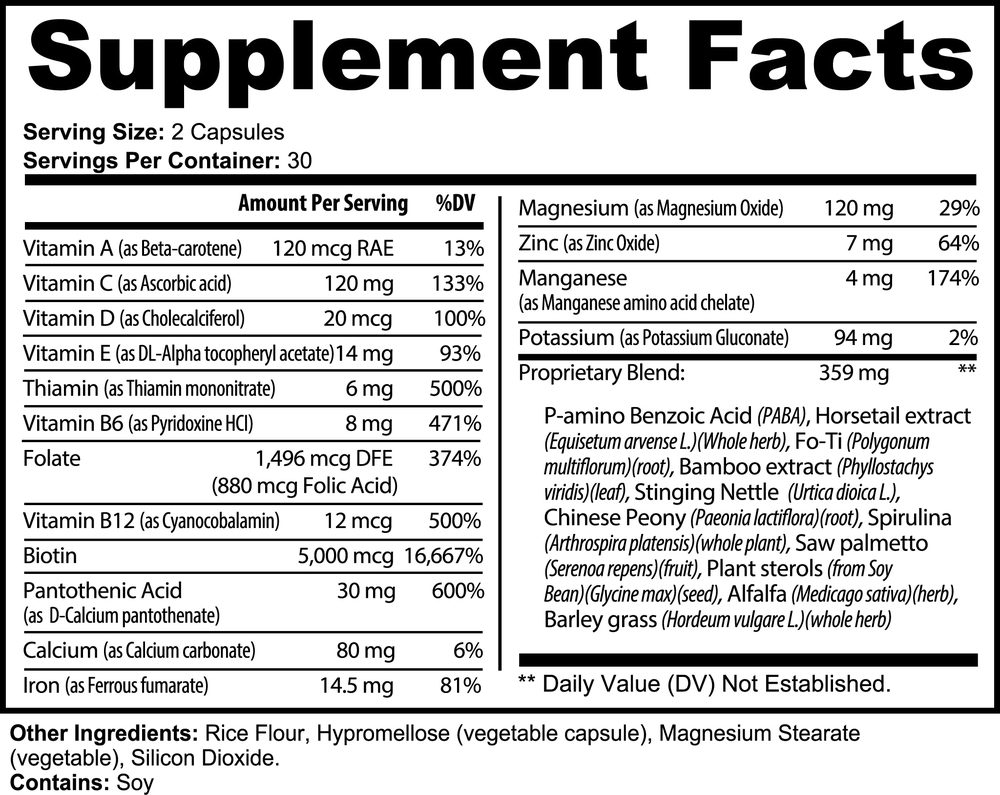 Supplement Facts
Serving Size: 2 Capsules
Servings Per Container: 30
Amount Per Serving %DV
Vitamin A (as Beta-carotene) 120 mcg RAE 13%
Vitamin C (as Ascorbic acid) 120 mg 133%
Vitamin D (as Cholecalciferol) 20 mcg 100%
Vitamin E (as DL-Alpha tocopheryl acetate) 14 mg 93%
Thiamin (as Thiamin mononitrate) 6 mg 500%
Vitamin B6 (as Pyridoxine HCl) 8 mg 471%
Folate 1,496 mcg DFE 374%
(880 mcg Folic Acid)
Vitamin B12 (as Cyanocobalamin) 12 mcg 500%
Biotin 5,000 mcg 16,667%
Pantothenic Acid 30 mg 600%
(as D-Calcium pantothenate)
Calcium (as Calcium carbonate) 80 mg 6%
Iron (as Ferrous fumarate) 14.5 mg 81%
Magnesium (as Magnesium Oxide) 120 mg 29%
Zinc (as Zinc Oxide) 7 mg 64%
Manganese 4 mg 174%
(as Manganese amino acid chelate)
Potassium (as Potassium Gluconate) 94 mg 2%
Proprietary Blend: 359 mg **
P-amino Benzoic Acid (PABA), Horsetail extract
(Equisetum arvense L.)(Whole herb), Fo-Ti (Polygonum
multiflorum)(root), Bamboo extract (Phyllostachys
viridis)(leaf), Stinging Nettle (Urtica dioica L.),
Chinese Peony (Paeonia lactiflora)(root), Spirulina
(Arthrospira platensis)(whole plant), Saw palmetto
(Serenoa repens)(fruit), Plant sterols (from Soy
Bean)(Glycine max)(seed), Alfalfa (Medicago sativa)(herb),
Barley grass (Hordeum vulgare L.)(whole herb)
** Daily Value (DV) Not Established.
Other Ingredients: Rice Flour, Hypromellose (vegetable capsule), Magnesium Stearate
(vegetable), Silicon Dioxide.
Contains: Soy